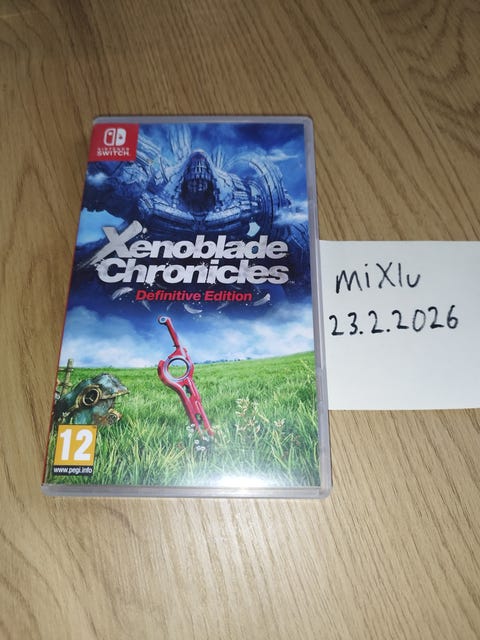 NINTENDO
SWITCH
Xenoblade
Chronicles
Definitive Edition
12
www.pegi.info
mixlu
23.2.2026